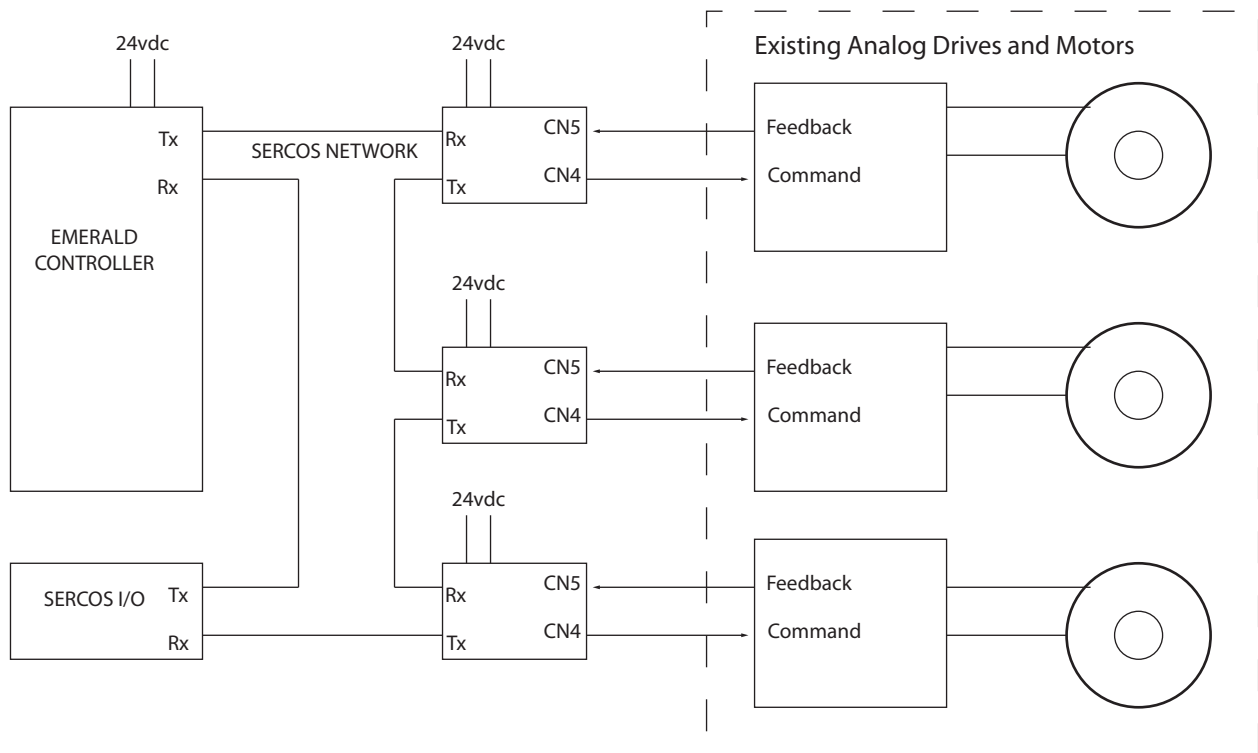 24vdc
24vdc
Existing Analog Drives and Motors
Tx
Rx
SERCOS NETWORK
EMERALD
CONTROLLER
Rx
Tx
CN5
CN4
Feedback
Command
24vdc
Rx
Tx
CN5
CN4
Feedback
Command
24vdc
SERCOS I/O
Tx
Rx
Rx
Tx
CN5
CN4
Feedback
Command